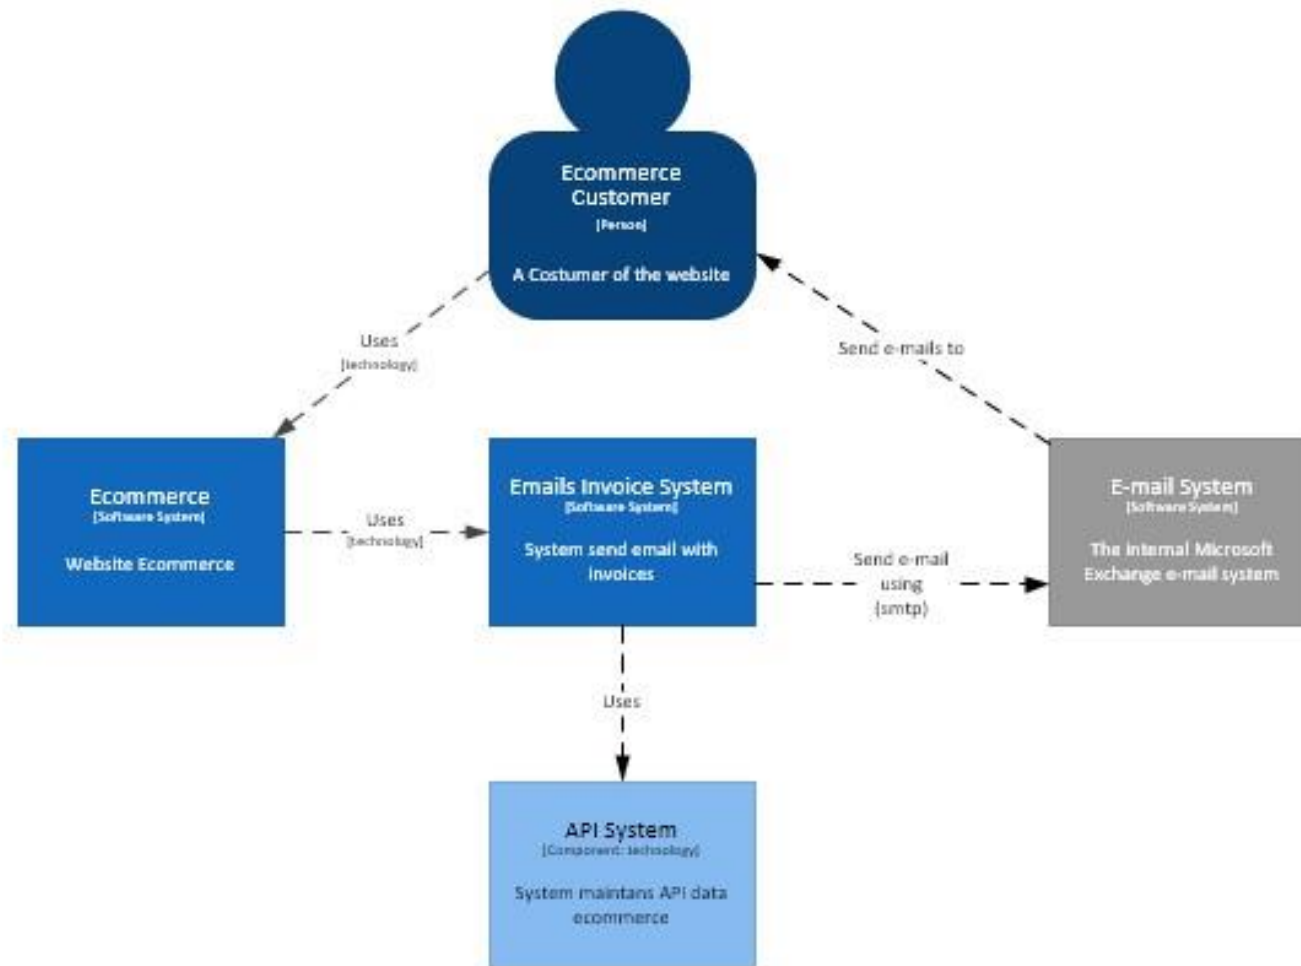 Ecommerce
Customer
[Person]
A Costumer of the website
Uses
[technology]
Send e-mails to
Ecommerce
[Software System]
Website Ecommerce
Uses
[technology]
Emails Invoice System
[Software System]
System send email with
invoices
Send e-mail
using
(smtp)
E-mail System
[Software System]
The internal Microsoft
Exchange e-mail system
Uses
API System
[Component: technology]
System maintans API data
ecommerce